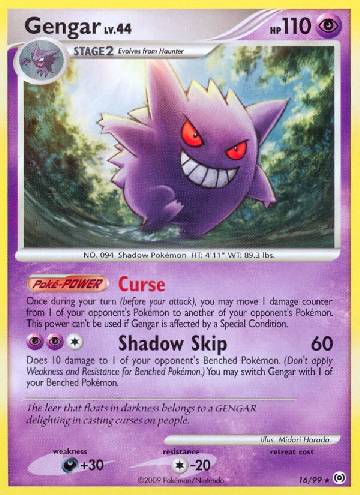 Gengar LV.44 HP 110
STAGE2 Evolves from Haunter
NO. 094 Shadow Pokémon HT: 4'11" WT: 89.3 lbs.
Poké-POWER Curse
Once during your turn (before your attack), you may move 1 damage counter
from 1 of your opponent's Pokémon to another of your opponent's Pokémon.
This power can't be used if Gengar is affected by a Special Condition.
Shadow Skip 60
Does 10 damage to 1 of your opponent's Benched Pokémon. (Don't apply
Weakness and Resistance for Benched Pokémon.) You may switch Gengar with 1 of
your Benched Pokémon.
The leer that floats in darkness belongs to a GENGAR
delighting in casting curses on people.
Illus. Midori Harada
weakness resistance retreat cost
+30 -20
©2009 Pokémon/Nintendo 16/99 ★